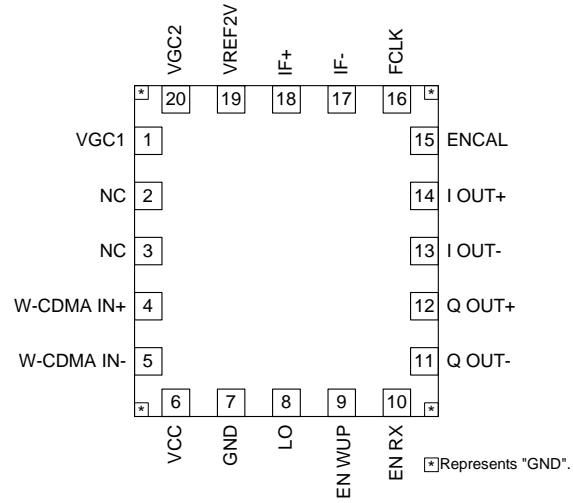 VGC2
VREF2V
IF+
IF-
FCLK
* 20 19 18 17 16 *
VGC1 1 15 ENCAL
NC 2 14 I OUT+
NC 3 13 I OUT-
W-CDMA IN+ 4 12 Q OUT+
W-CDMA IN- 5 11 Q OUT-
* 6 7 8 9 10 *
VCC
GND
LO
EN WUP
EN RX
* Represents "GND".